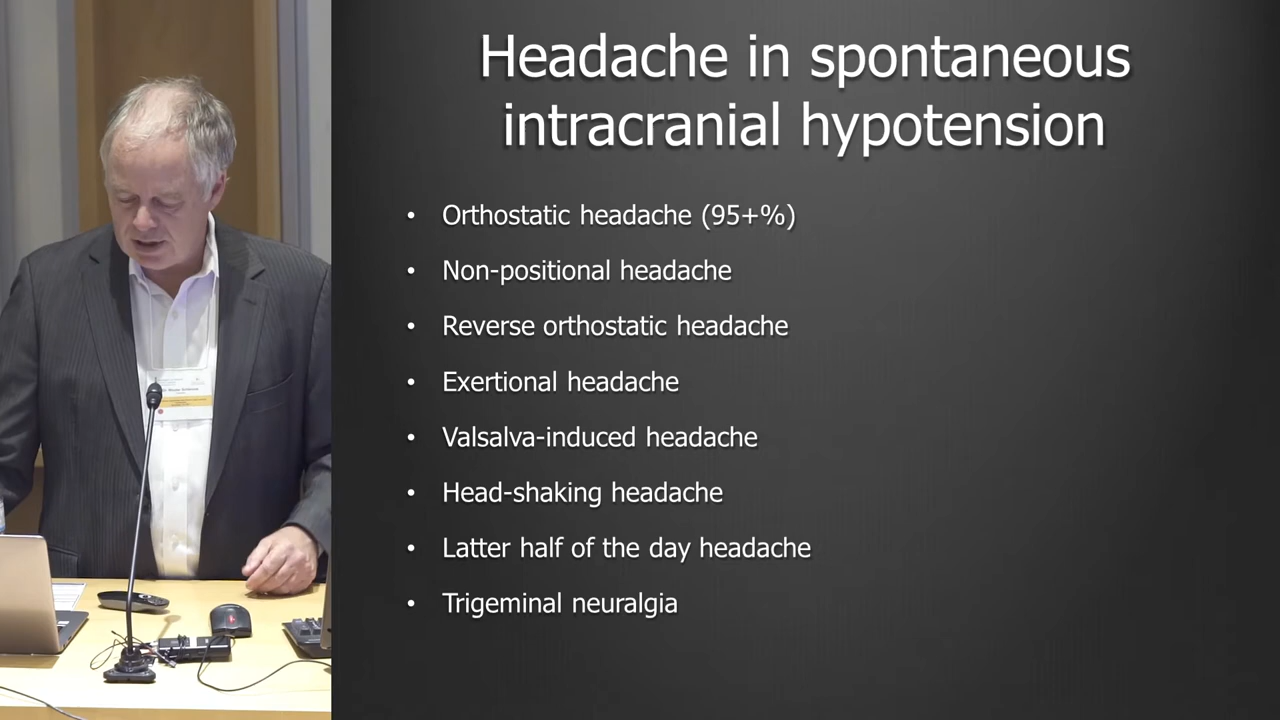 Headache in spontaneous
intracranial hypotension
• Orthostatic headache (95+%)
• Non-positional headache
• Reverse orthostatic headache
• Exertional headache
• Valsalva-induced headache
• Head-shaking headache
• Latter half of the day headache
• Trigeminal neuralgia